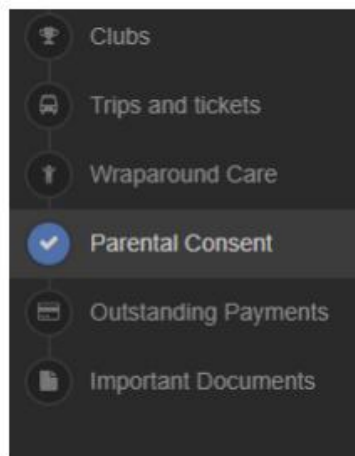 Clubs
Trips and tickets
Wraparound Care
Parental Consent
Outstanding Payments
Important Documents